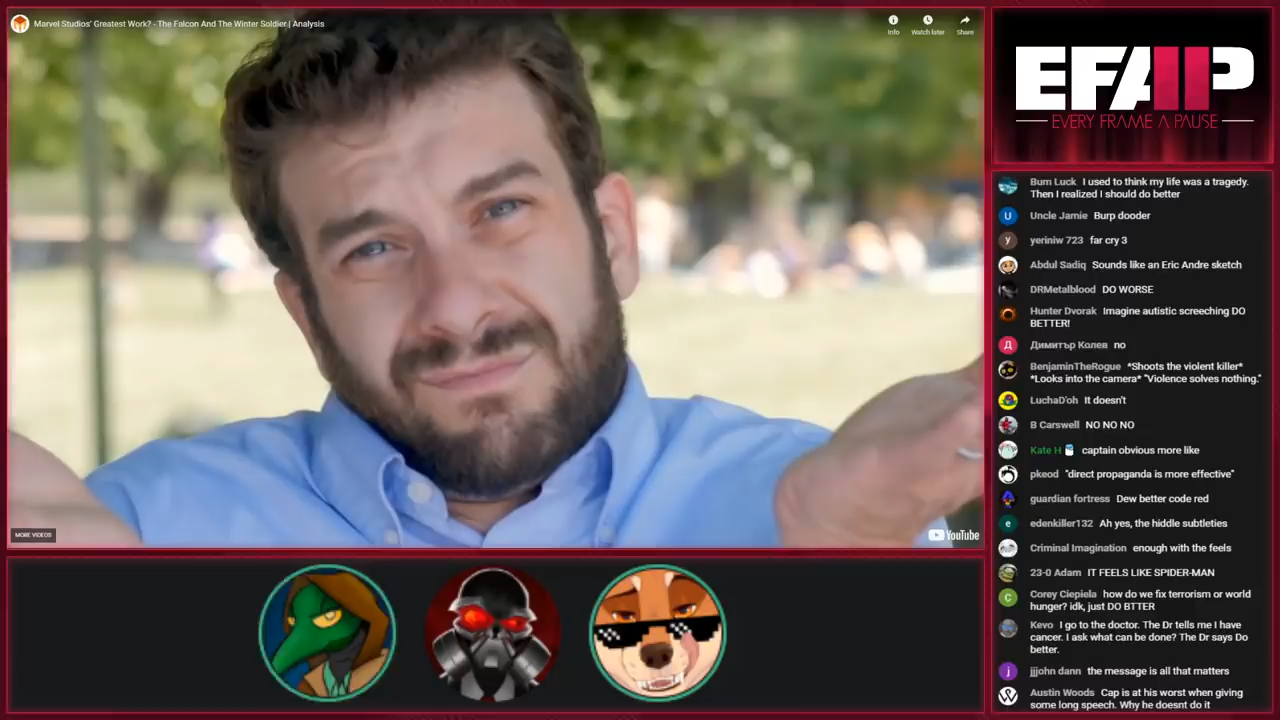 Marvel Studios' Greatest Work? - The Falcon And The Winter Soldier | Analysis
Info
Watch later
Share
MORE VIDEOS
YouTube
EFAP
EVERY FRAME A PAUSE
Bum Luck I used to think my life was a tragedy.
Then I realized I should do better
U
Uncle Jamie Burp dooder
y
yeriniw 723 far cry 3
Abdul Sadiq Sounds like an Eric Andre sketch
DRMetalblood DO WORSE
Hunter Dvorak Imagine autistic screeching DO
BETTER!
Д
Димитър Колев no
BenjaminTheRogue *Shoots the violent killer*
*Looks into the camera* "Violence solves nothing."
LuchaD'oh It doesn't
B Carswell NO NO NO
Kate H captain obvious more like
pkeod "direct propaganda is more effective"
guardian fortress Dew better code red
e
edenkiller132 Ah yes, the hiddle subtleties
Criminal Imagination enough with the feels
23-0 Adam IT FEELS LIKE SPIDER-MAN
C
Corey Ciepiela how do we fix terrorism or world
hunger? idk, just DO BTTER
Kevo I go to the doctor. The Dr tells me I have
cancer. I ask what can be done? The Dr says Do
better.
j
jjjohn dann the message is all that matters
W
Austin Woods Cap is at his worst when giving
some long speech. Why he doesnt do it